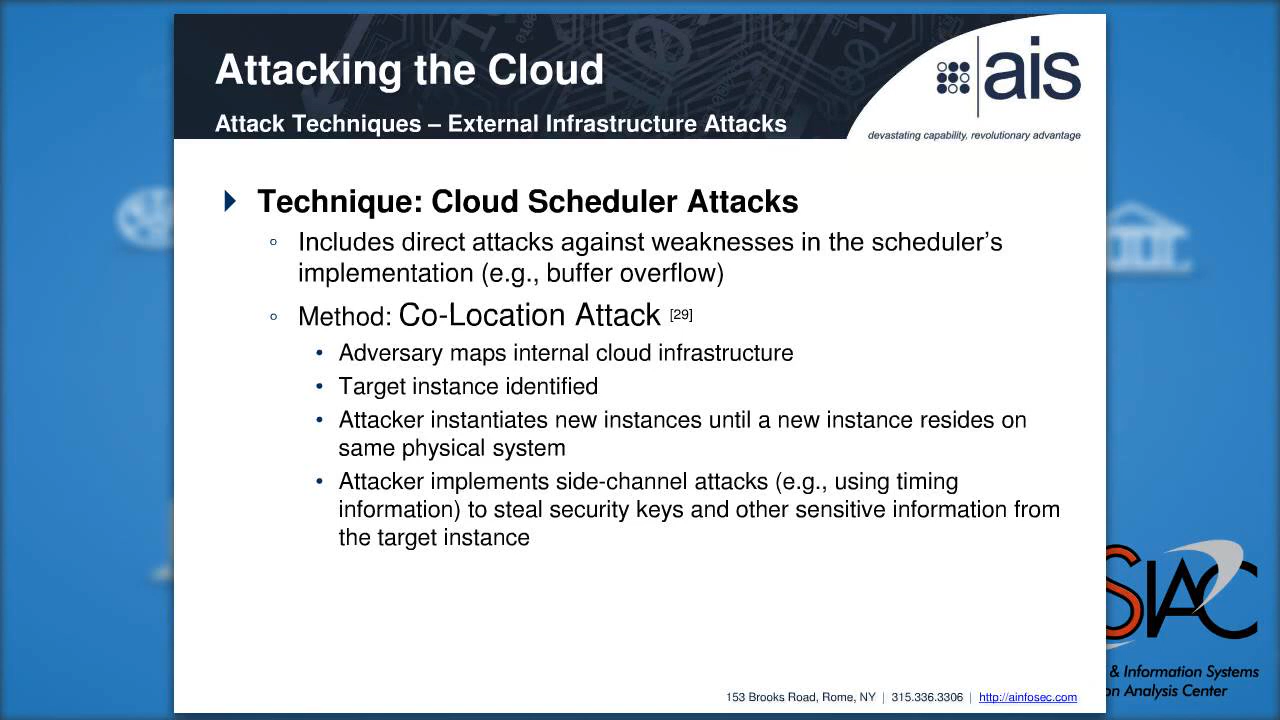 Attacking the Cloud
Attack Techniques – External Infrastructure Attacks
ais
devastating capability, revolutionary advantage
Technique: Cloud Scheduler Attacks
Includes direct attacks against weaknesses in the scheduler’s
implementation (e.g., buffer overflow)
Method: Co-Location Attack [29]
Adversary maps internal cloud infrastructure
Target instance identified
Attacker instantiates new instances until a new instance resides on
same physical system
Attacker implements side-channel attacks (e.g., using timing
information) to steal security keys and other sensitive information from
the target instance
SIAC
& Information Systems
on Analysis Center
153 Brooks Road, Rome, NY | 315.336.3306 | http://ainfosec.com